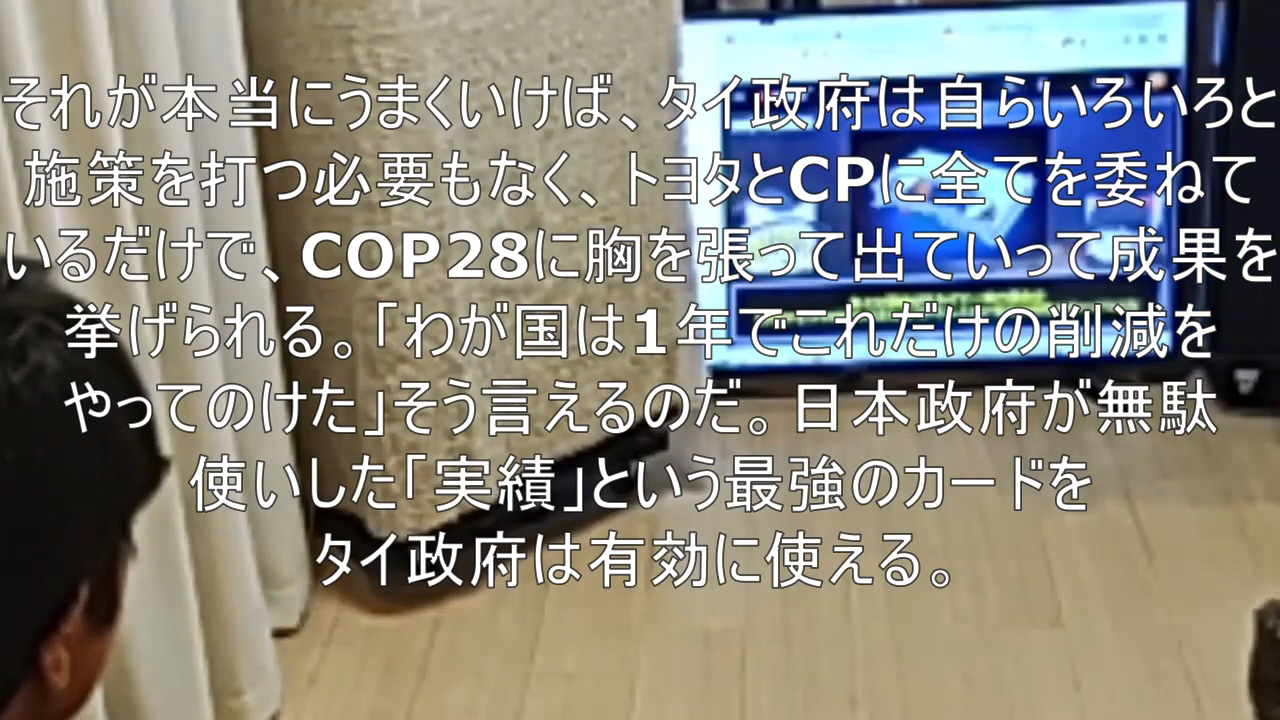 それが本当にうまくいけば、タイ政府は自らいろいろと
施策を打つ必要もなく、トヨタとCPに全てを委ねて
いるだけで、COP28に胸を張って出ていって成果を
挙げられる。「わが国は1年でこれだけの削減を
やってのけた」そう言えるのだ。日本政府が無駄
使いした「実績」という最強のカードを
タイ政府は有効に使える。